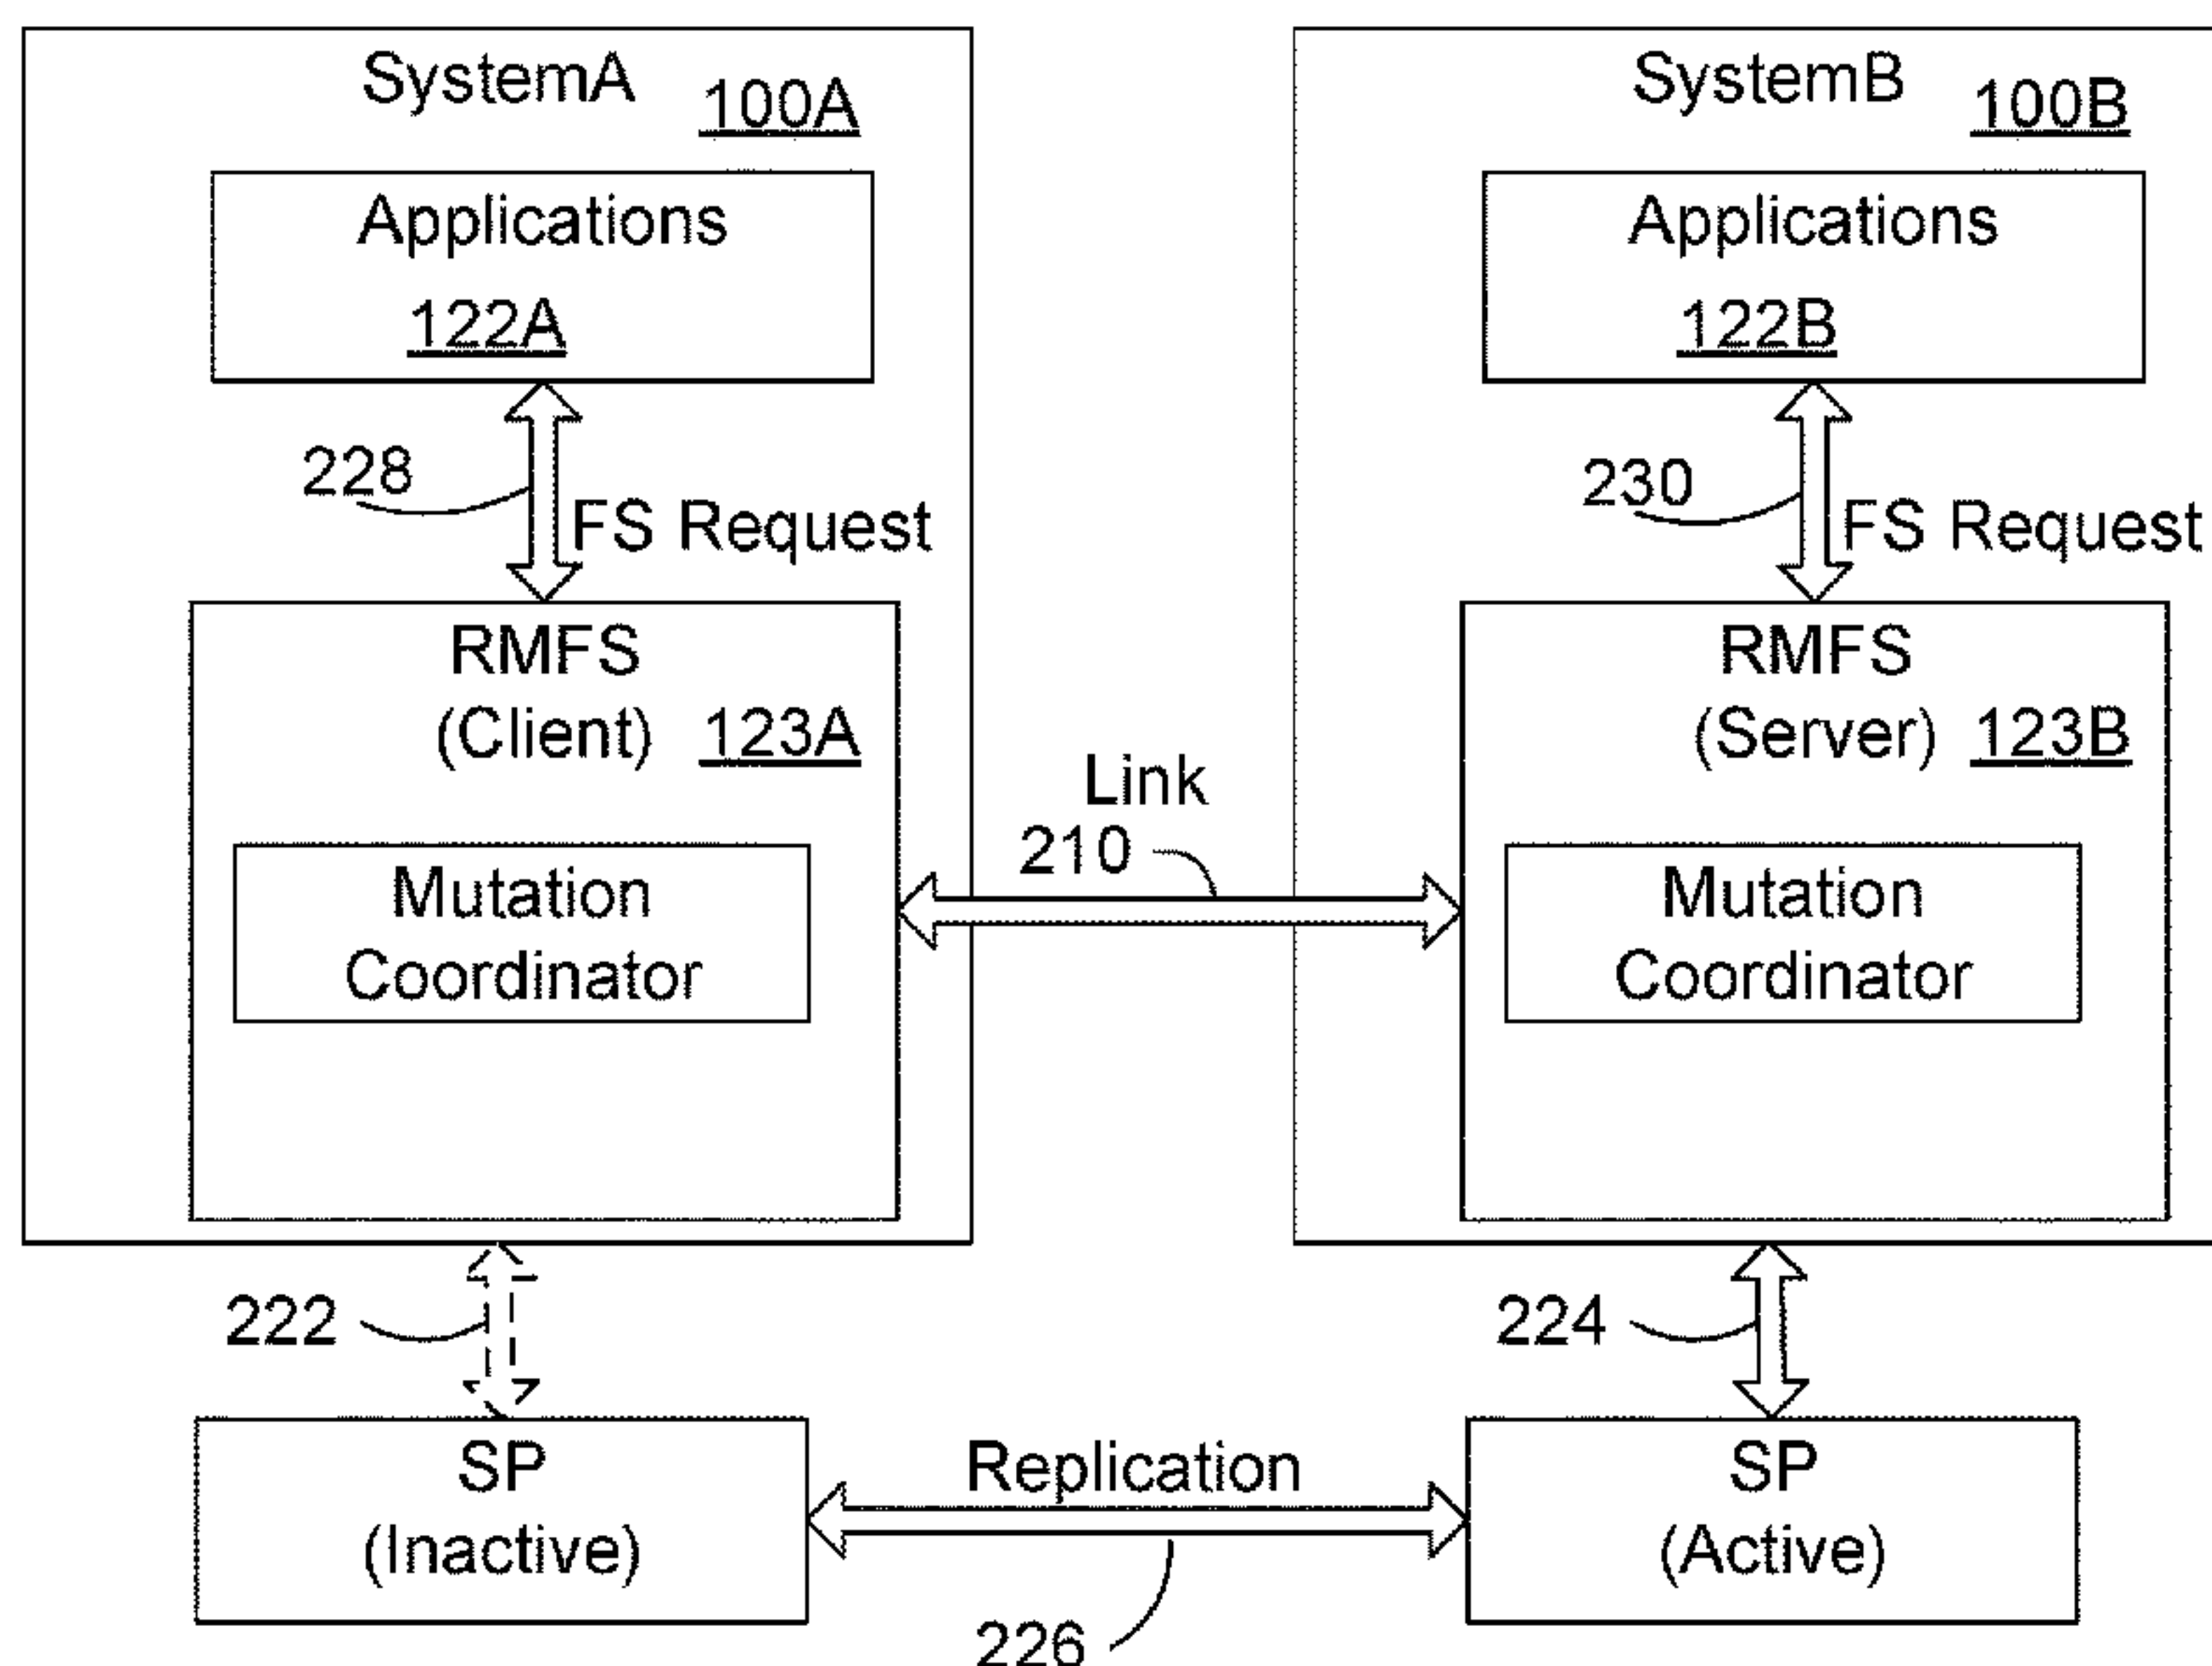 SystemA 100A
Applications
122A
228
FS Request
RMFS
(Client) 123A
Mutation
Coordinator
Link
210
SystemB 100B
Applications
122B
230
FS Request
RMFS
(Server) 123B
Mutation
Coordinator
222
SP
(Inactive)
Replication
226
224
SP
(Active)